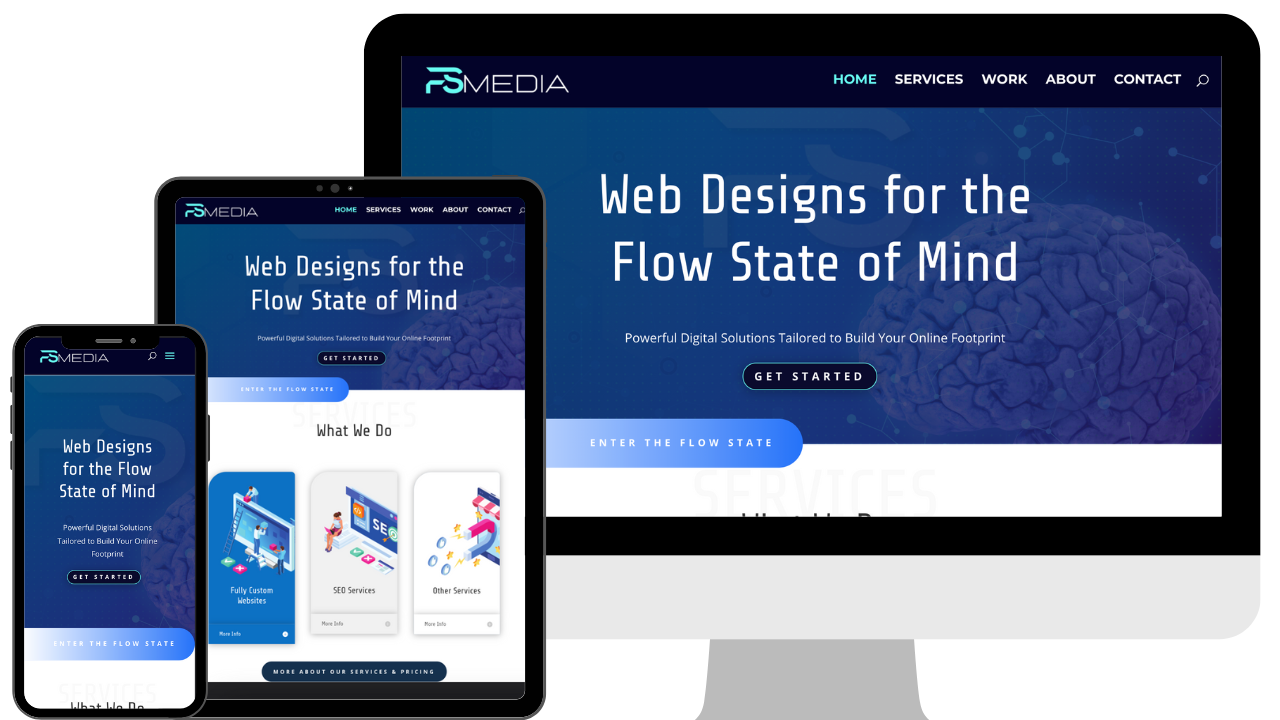 FSMEDIA
HOME SERVICES WORK ABOUT CONTACT
Web Designs for the
Flow State of Mind
Powerful Digital Solutions Tailored to Build Your Online Footprint
GET STARTED
ENTER THE FLOW STATE
SERVICES
FSMEDIA
HOME SERVICES WORK ABOUT CONTACT
Web Designs for the
Flow State of Mind
Powerful Digital Solutions Tailored to Build Your Online Footprint
GET STARTED
ENTER THE FLOW STATE
SERVICES
What We Do
SEO
Fully Custom
Websites
More Info
SEO Services
More Info
Other Services
More Info
MORE ABOUT OUR SERVICES & PRICING
FSMEDIA
Web Designs
for the Flow
State of Mind
Powerful Digital Solutions
Tailored to Build Your Online
Footprint
GET STARTED
ENTER THE FLOW STATE
SERVICES
What We Do